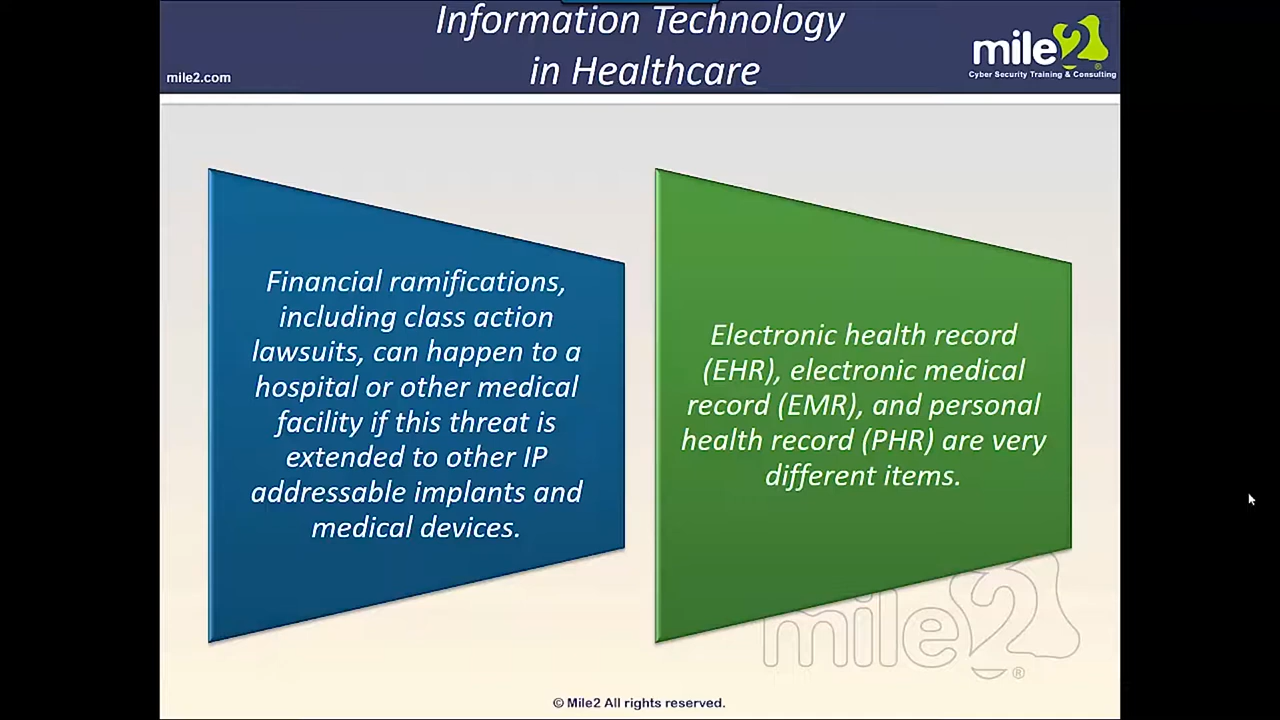 Information Technology
in Healthcare
mile2.com
mile2
Cyber Security Training & Consulting
Financial ramifications,
including class action
lawsuits, can happen to a
hospital or other medical
facility if this threat is
extended to other IP
addressable implants and
medical devices.
Electronic health record
(EHR), electronic medical
record (EMR), and personal
health record (PHR) are very
different items.
mile2®
© Mile2 All rights reserved.